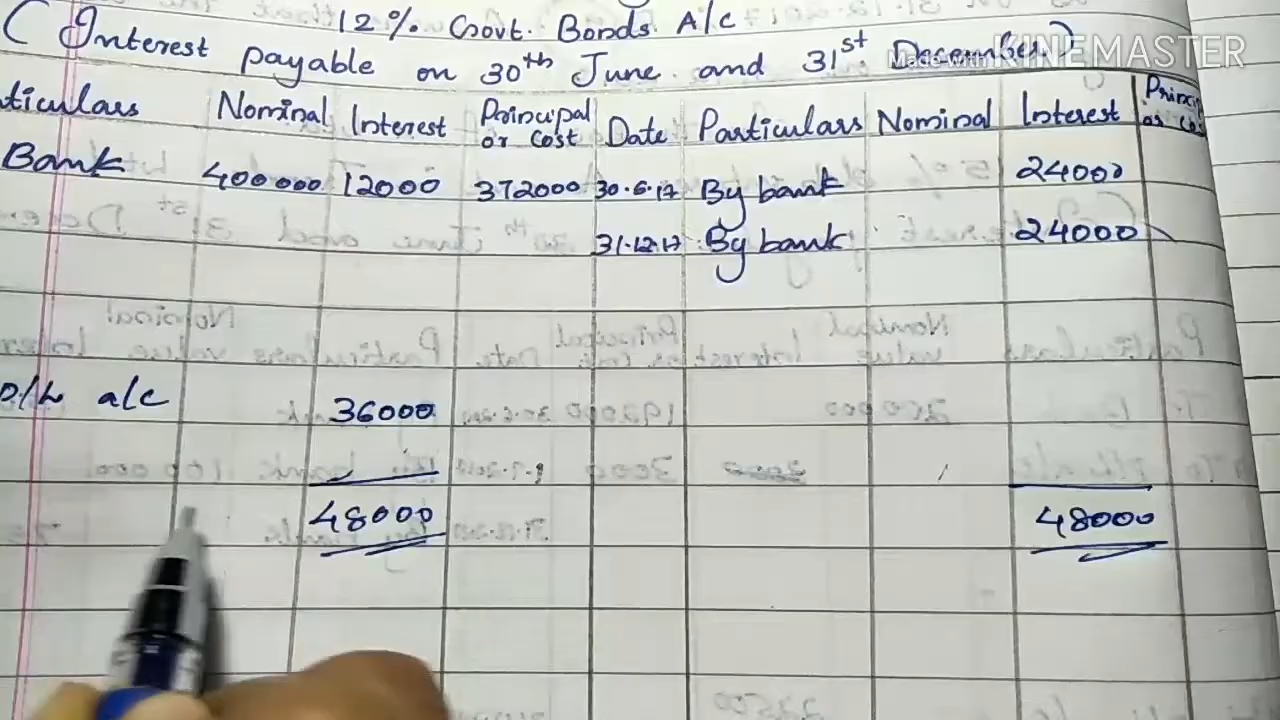 12% Govt. Bonds A/c
(Interest payable on 30th June and 31st December)
Made with KINEMASTER
ticulars Nominal Interest Principal or Cost Date Particulars Nominal Interest Princi or Co
Bank 400000 12000 372000 30.6.17 By bank 24000
31.12.17 By bank 24000
P/L a/c 36000
48000 48000